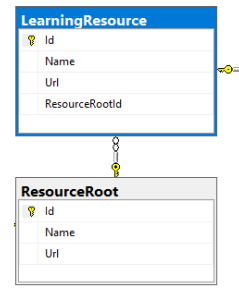 LearningResource
Id
Name
Url
ResourceRootId
ResourceRoot
Id
Name
Url